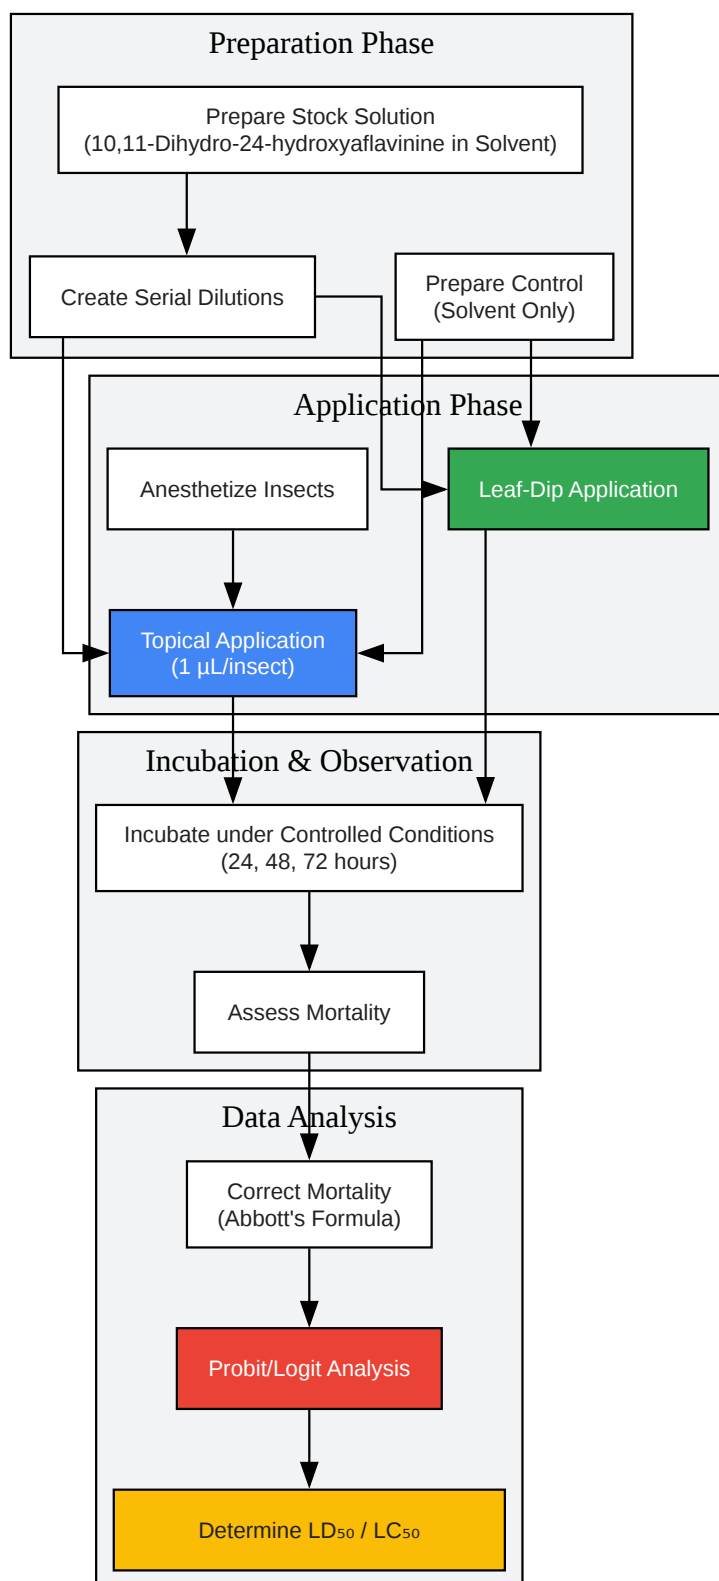 Preparation Phase
Prepare Stock Solution
(10,11-Dihydro-24-hydroxyaflavinine in Solvent)
Create Serial Dilutions
Prepare Control
(Solvent Only)
Application Phase
Anesthetize Insects
Leaf-Dip Application
Topical Application
(1 µL/insect)
Incubation & Observation
Incubate under Controlled Conditions
(24, 48, 72 hours)
Assess Mortality
Data Analysis
Correct Mortality
(Abbott's Formula)
Probit/Logit Analysis
Determine LD₅₀ / LC₅₀